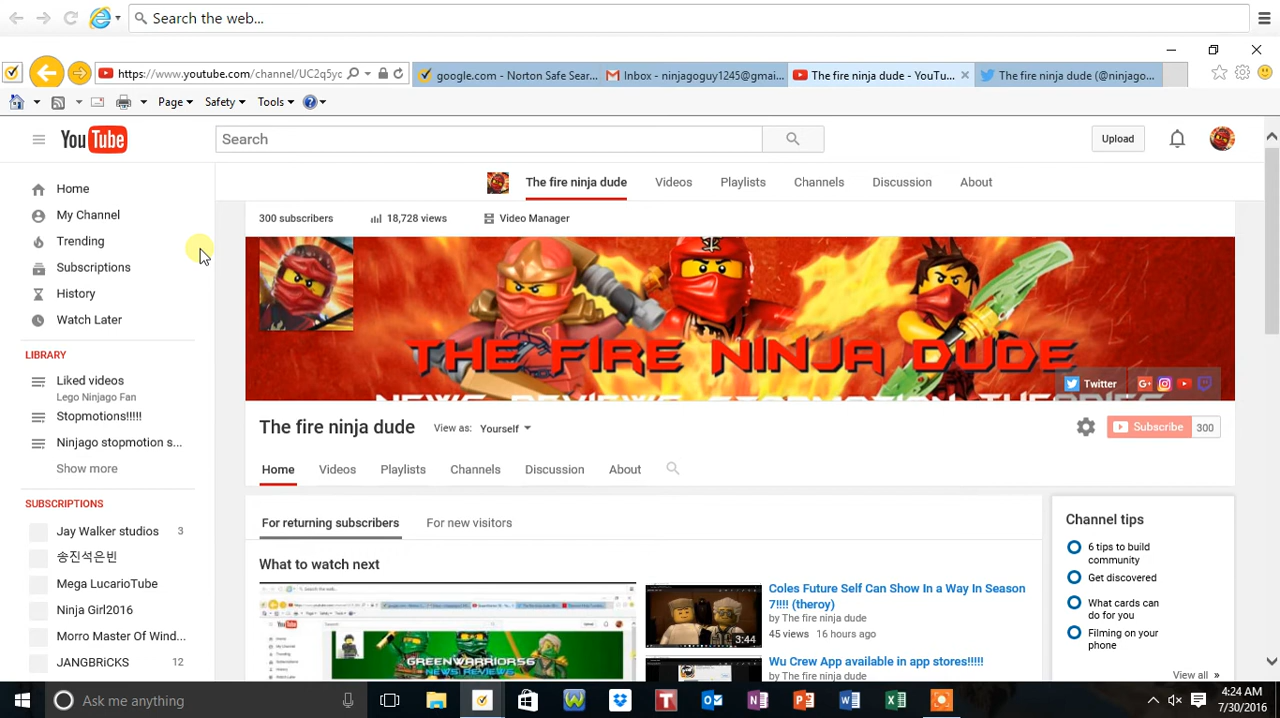 Search the web...
https://www.youtube.com/channel/UC2q5yc
google.com - Norton Safe Sear...
Inbox - ninjagoguy1245@gmai...
The fire ninja dude - YouTu...
The fire ninja dude (@ninjago...
Page
Safety
Tools
YouTube
Search
Upload
Home
My Channel
Trending
Subscriptions
History
Watch Later
LIBRARY
Liked videos
Lego Ninjago Fan
Stopmotions!!!!!
Ninjago stopmotion s...
Show more
SUBSCRIPTIONS
Jay Walker studios 3
송진석은빈
Mega LucarioTube
Ninja Girl2016
Morro Master Of Wind...
JANGBRiCKS 12
The fire ninja dude Videos Playlists Channels Discussion About
300 subscribers 18,728 views Video Manager
THE FIRE NINJA DUDE
NEWS REVIEWS STOPMOTION THEORIES
Twitter
The fire ninja dude View as: Yourself
Subscribe 300
Home Videos Playlists Channels Discussion About
For returning subscribers For new visitors
What to watch next
GREENWARRIORSE
NEWS REVIEWS
3:44
Coles Future Self Can Show In a Way In Season
7!!!! (theroy)
by The fire ninja dude
45 views 16 hours ago
Wu Crew App available in app stores!!!!!
by The fire ninja dude
Channel tips
6 tips to build
community
Get discovered
What cards can
do for you
Filming on your
phone
View all »
Ask me anything
4:24 AM
7/30/2016